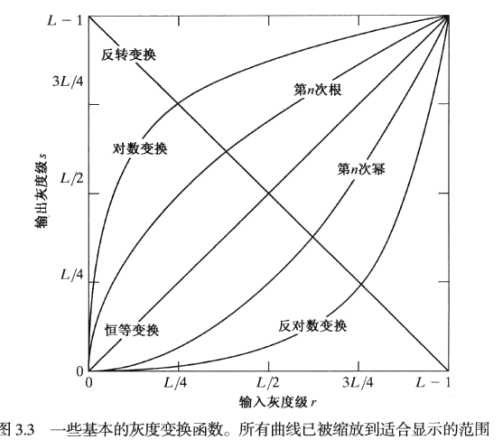 L－1
反转变换
3L/4
第n次根
对数变换
输出灰度级 s
L/2
第n次幂
L/4
恒等变换
反对数变换
0
0 L/4 L/2 3L/4 L－1
输入灰度级 r
图 3.3 一些基本的灰度变换函数。所有曲线已被缩放到适合显示的范围